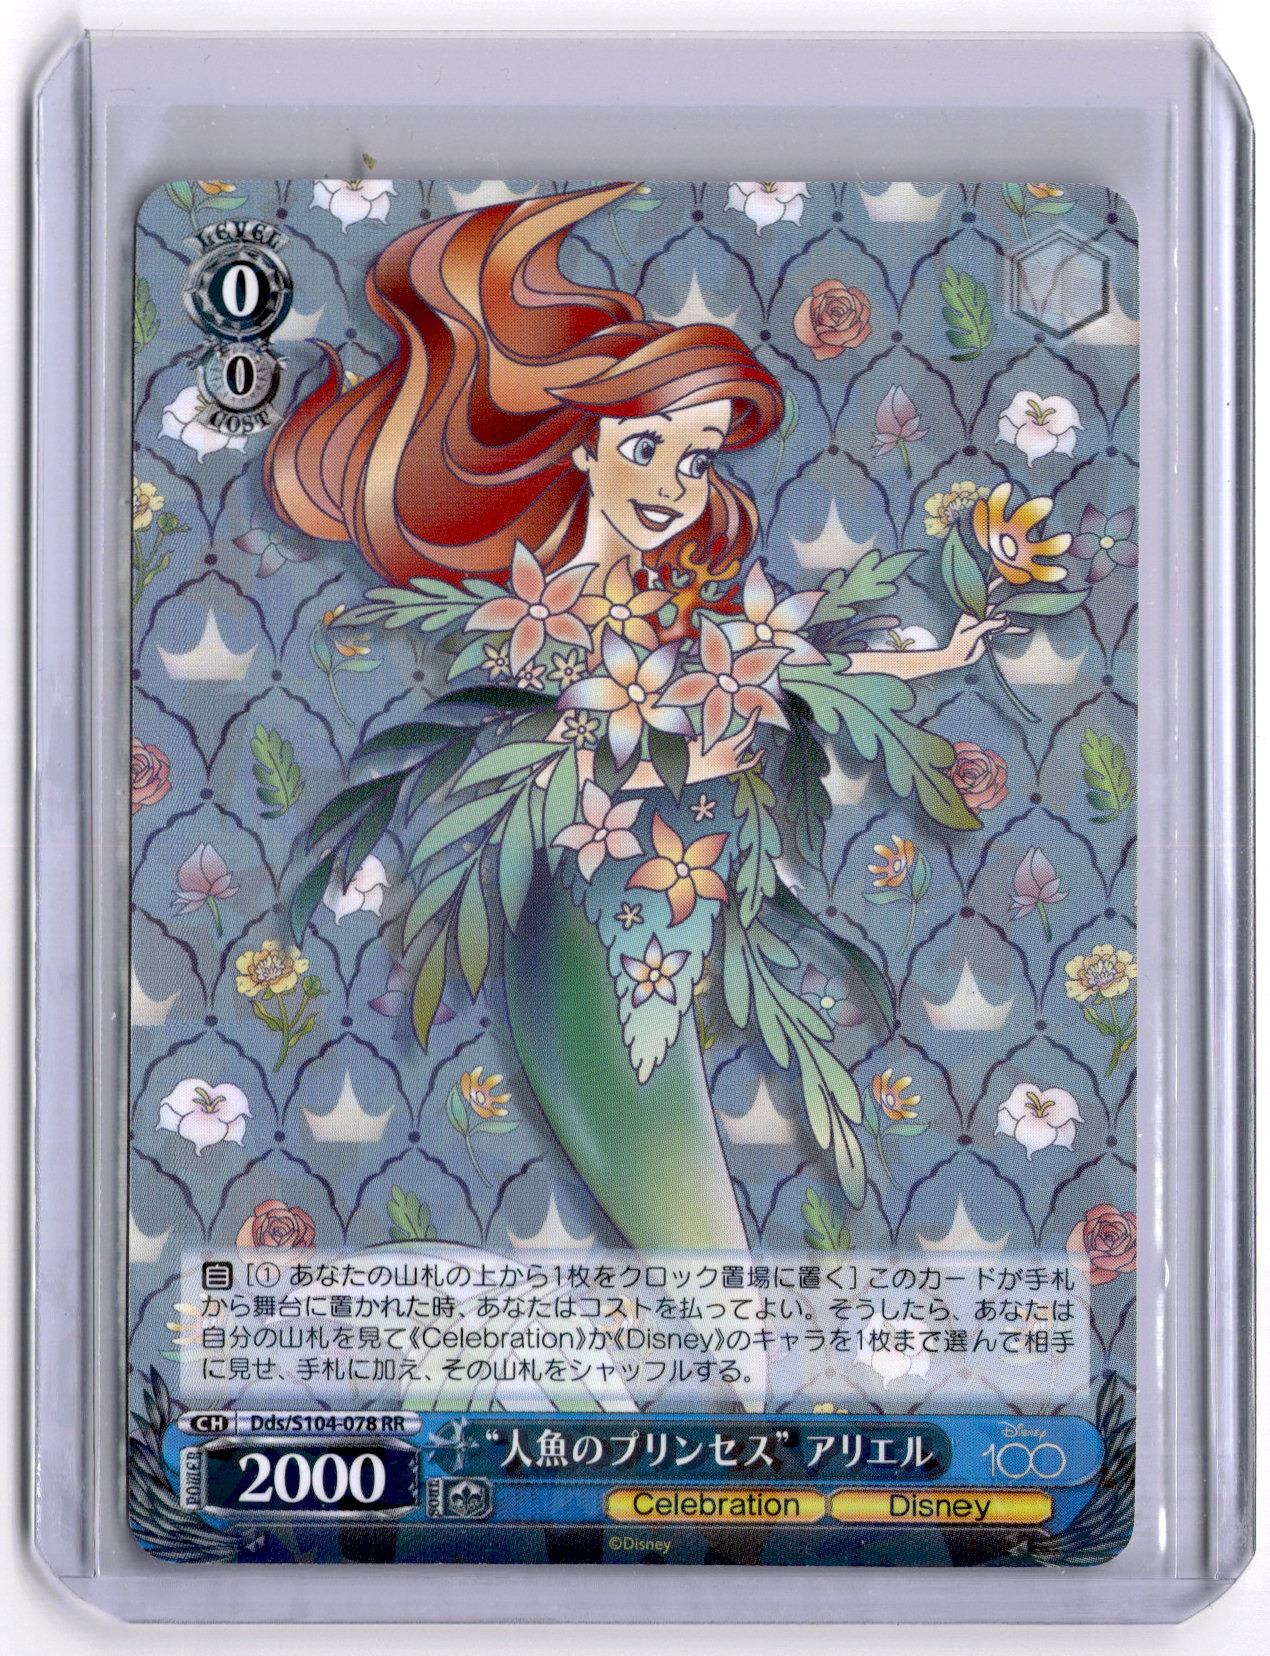 LEVEL
0
0
COST
自 [① あなたの山札の上から1枚をクロック置場に置く] このカードが手札
から舞台に置かれた時、あなたはコストを払ってよい。そうしたら、あなたは
自分の山札を見て《Celebration》か《Disney》のキャラを1枚まで選んで相手
に見せ、手札に加え、その山札をシャッフルする。
CH Dds/S104-078 RR
POWER 2000
“人魚のプリンセス” アリエル
Disney
100
SOUL
Celebration
Disney
©Disney